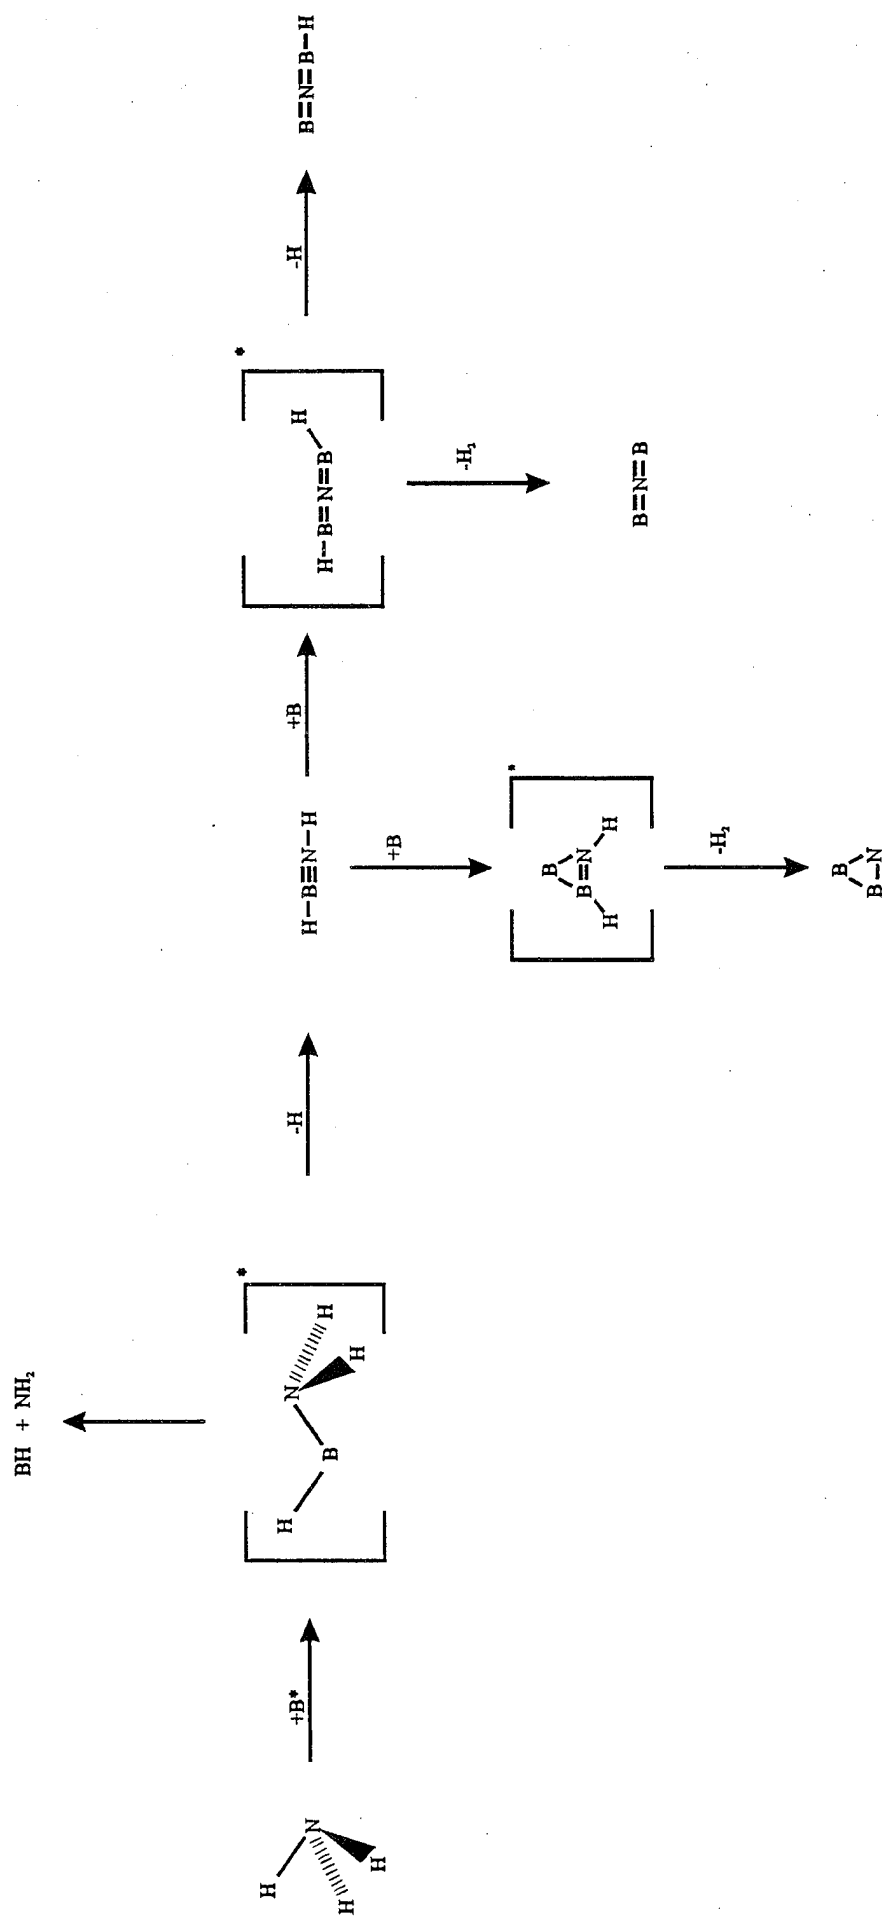 BH + NH₂
H
N
H
H
+B*
H
B
N
H
H
*
-H
H–B≡N–H
+B
H–B=N=B
H
*
-H
B=N=B–H
+B
-H₂
B
B=N
H
H
*
B=N=B
-H₂
B
B–N